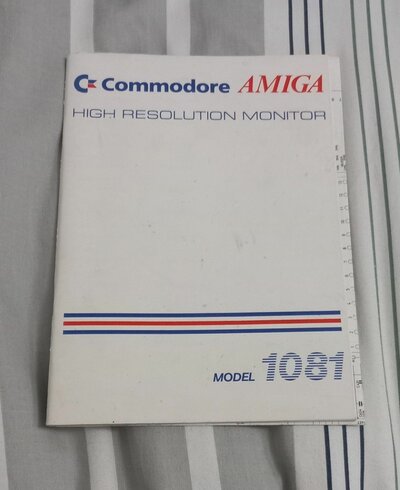 Commodore AMIGA
HIGH RESOLUTION MONITOR
MODEL 1081